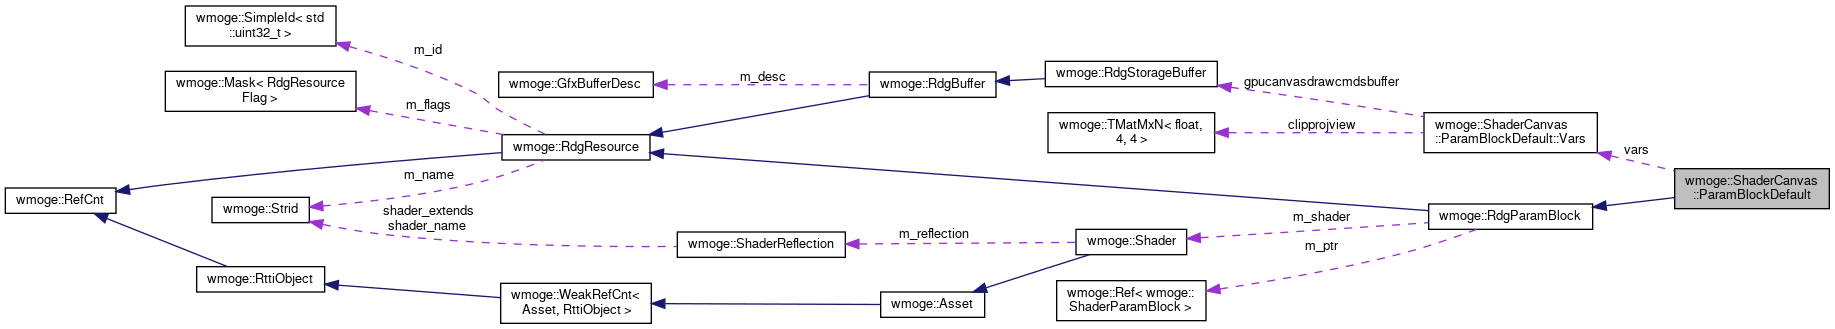 wmoge::SimpleId< std
::uint32_t >
m_id
wmoge::Mask< RdgResource
Flag >
m_flags
wmoge::GfxBufferDesc
m_desc
wmoge::RdgBuffer
wmoge::RdgStorageBuffer
gpucanvasdrawcmdsbuffer
wmoge::TMatMxN< float,
4, 4 >
clipprojview
wmoge::ShaderCanvas
::ParamBlockDefault::Vars
vars
wmoge::ShaderCanvas
::ParamBlockDefault
wmoge::RdgResource
m_name
wmoge::RefCnt
wmoge::Strid
shader_extends
shader_name
wmoge::ShaderReflection
m_reflection
wmoge::Shader
m_shader
wmoge::RdgParamBlock
m_ptr
wmoge::RttiObject
wmoge::WeakRefCnt<
Asset, RttiObject >
wmoge::Asset
wmoge::Ref< wmoge::
ShaderParamBlock >